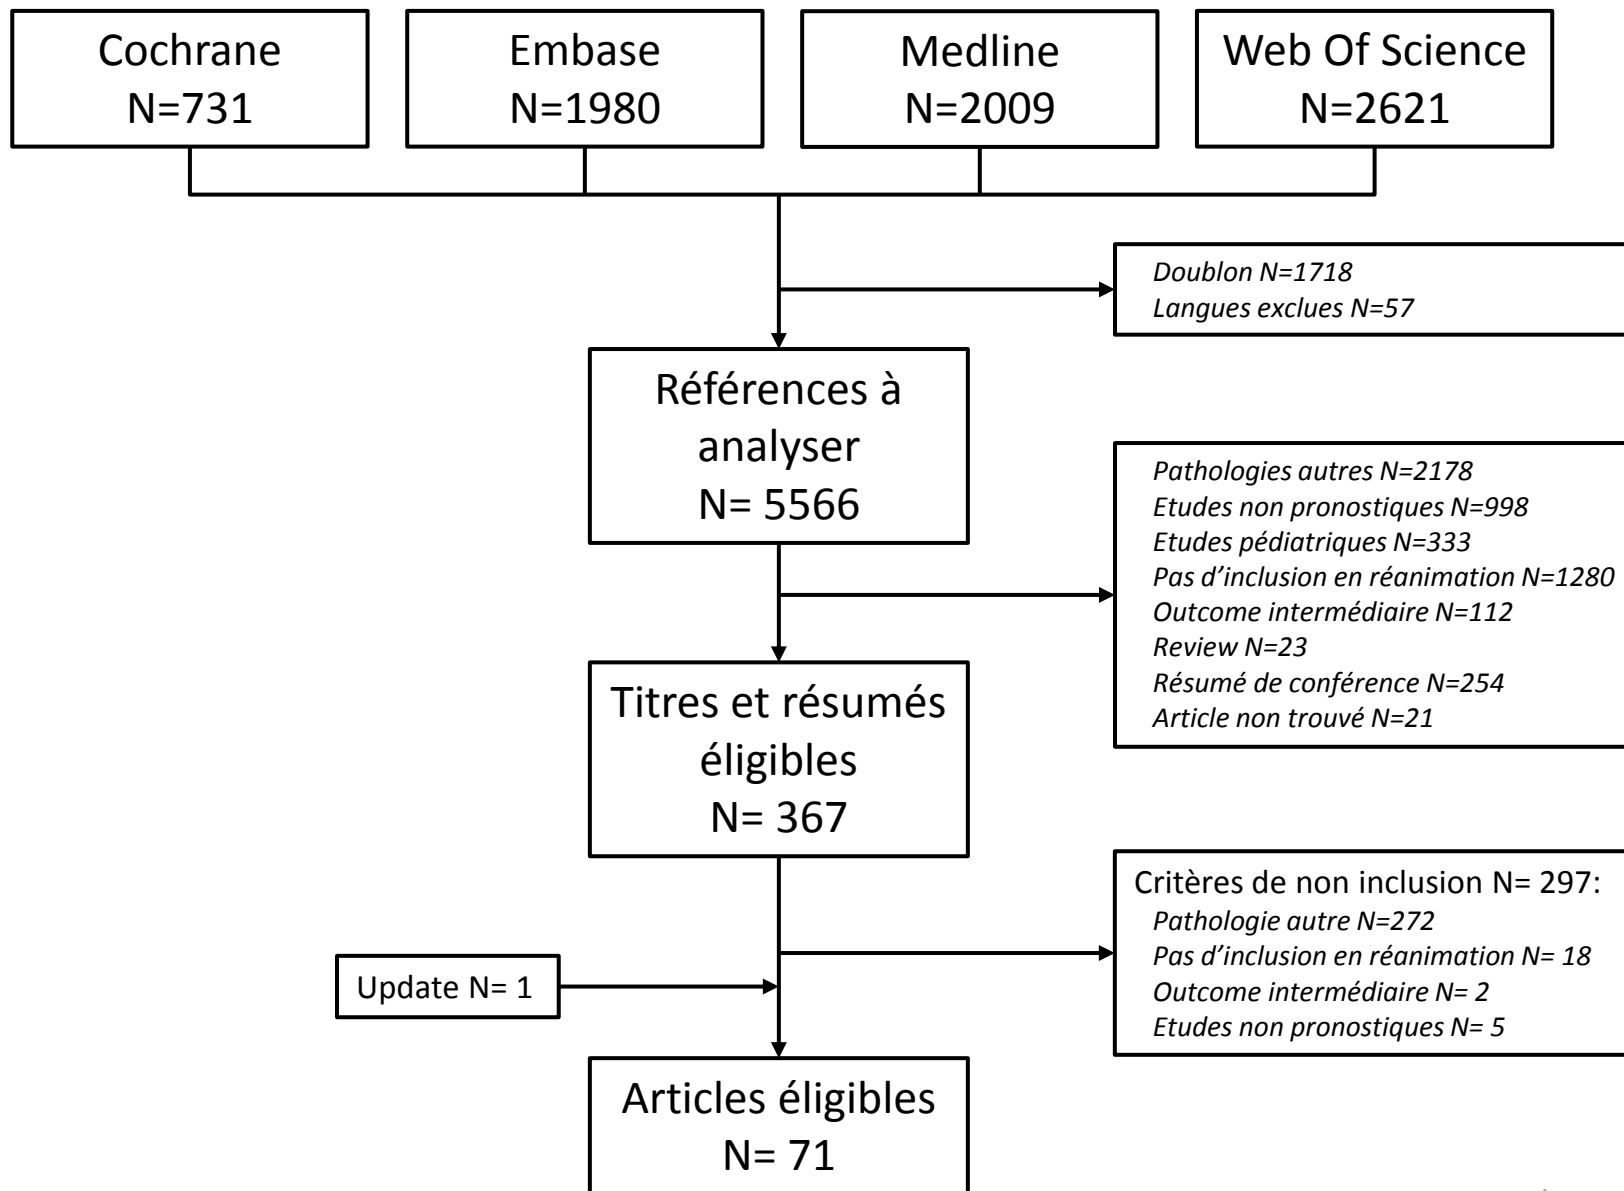 Cochrane
N=731
Embase
N=1980
Medline
N=2009
Web Of Science
N=2621
Doublon N=1718
Langues exclues N=57
Références à
analyser
N= 5566
Pathologies autres N=2178
Etudes non pronostiques N=998
Etudes pédiatriques N=333
Pas d’inclusion en réanimation N=1280
Outcome intermédiaire N=112
Review N=23
Résumé de conférence N=254
Article non trouvé N=21
Titres et résumés
éligibles
N= 367
Critères de non inclusion N= 297:
Pathologie autre N=272
Pas d’inclusion en réanimation N= 18
Outcome intermédiaire N= 2
Etudes non pronostiques N= 5
Update N= 1
Articles éligibles
N= 71